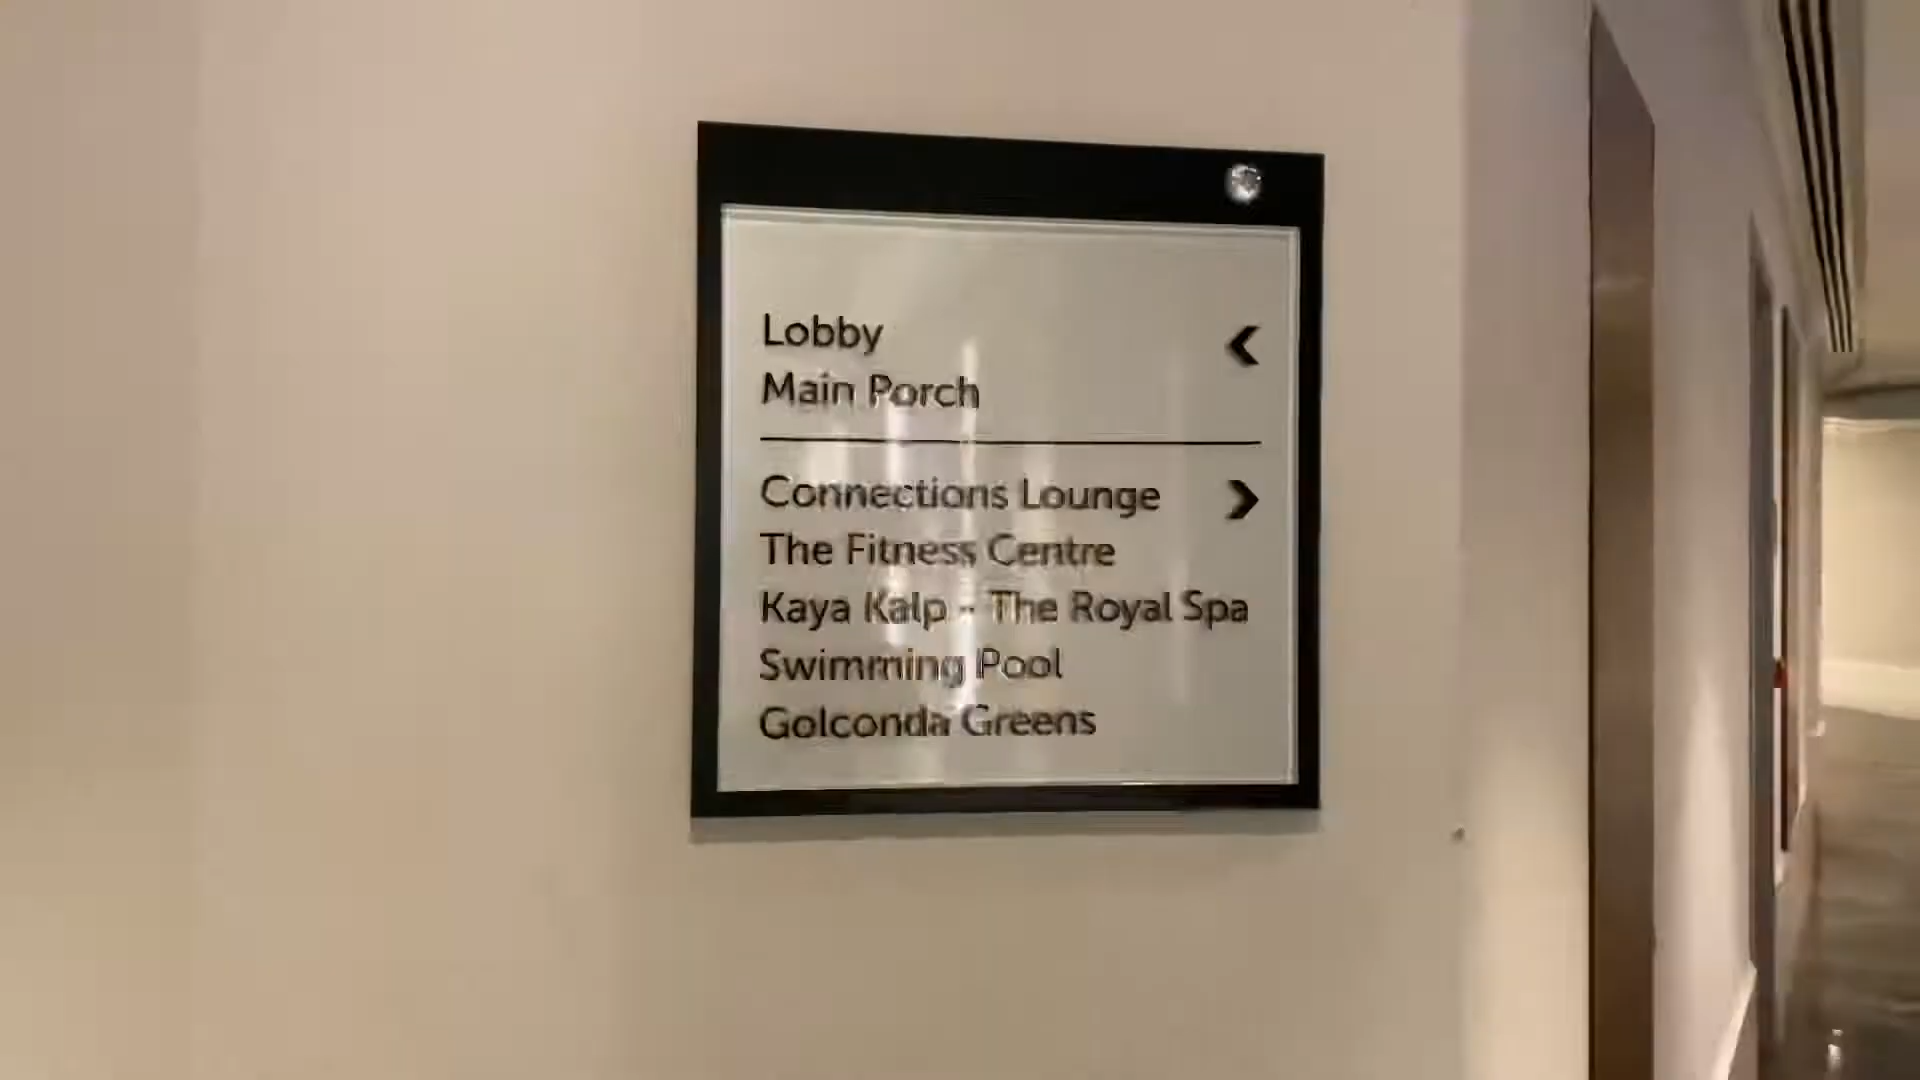 Lobby
Main Porch
Connections Lounge
The Fitness Centre
Kaya Kalp - The Royal Spa
Swimming Pool
Golconda Greens